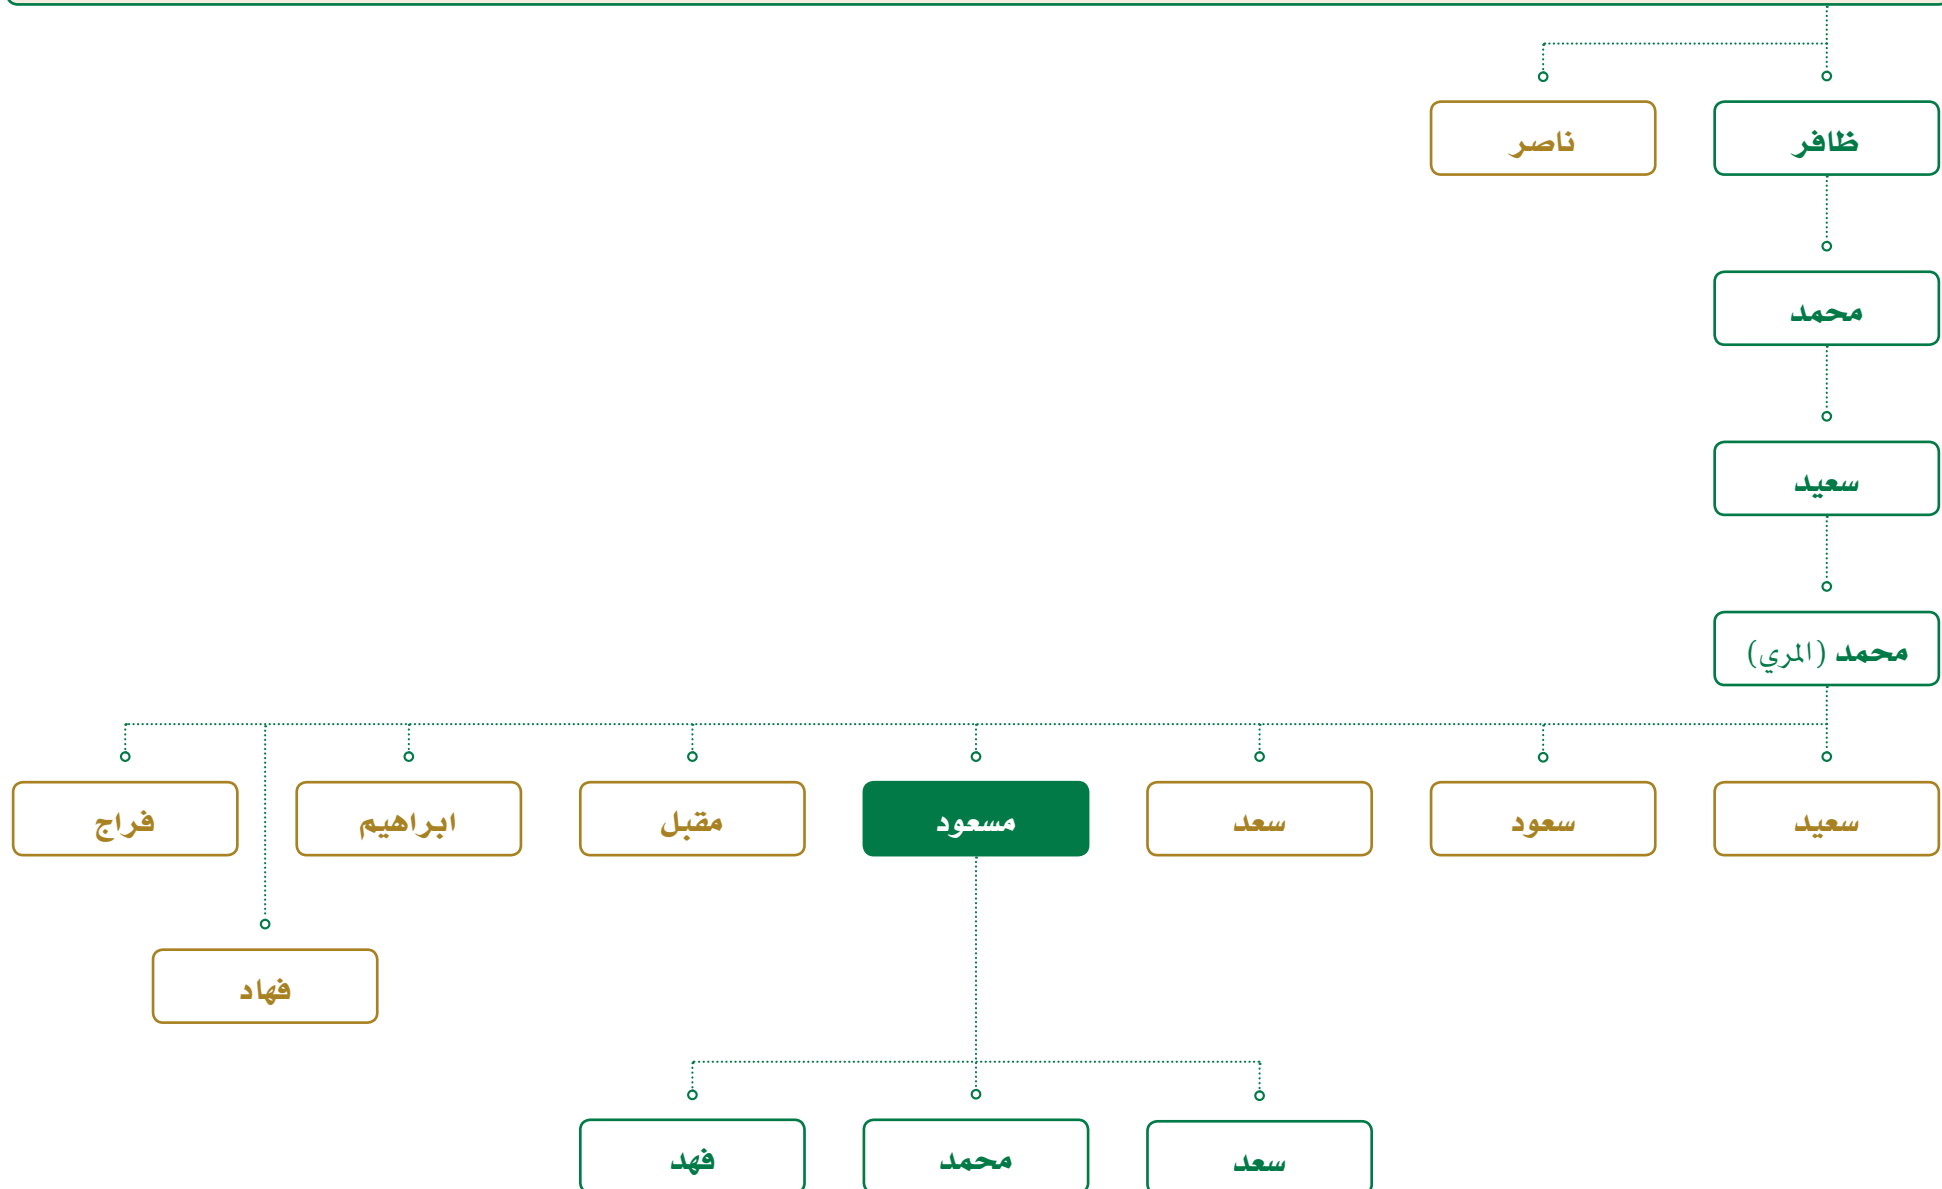 ظافر
ناصر
محمد
سعيد
محمد (المري)
سعيد
سعود
سعد
مسعود
مقبل
ابراهيم
فراج
فهاد
سعد
محمد
فهد